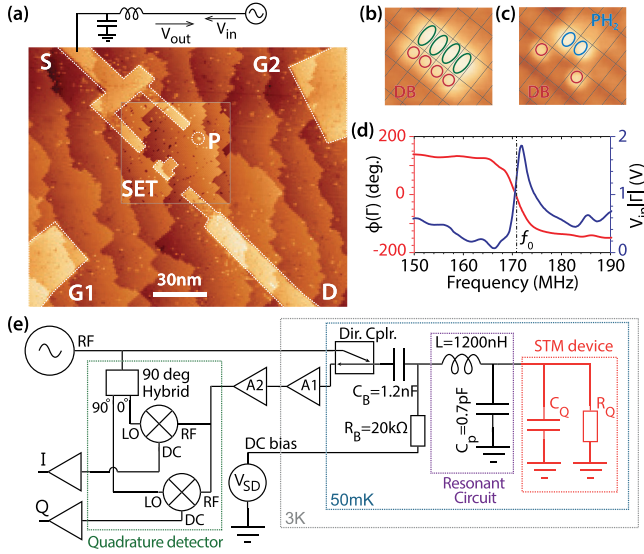 (a)
V_out
V_in
S
G2
P
SET
30nm
G1
D
(b)
DB
(c)
PH₂
DB
(d)
200
100
0
-100
-200
ϕ(Γ) (deg.)
2
1
0
V_in|Γ| (V)
f₀
150 160 170 180 190
Frequency (MHz)
(e)
RF
Dir. Cplr.
L=1200nH
STM device
90 deg
Hybrid
90° 0°
A2
A1
C_B=1.2nF
C_p=0.7pF
C_Q
R_Q
LO
RF
DC
R_B=20kΩ
DC bias
I
LO
RF
DC
V_SD
Resonant
Circuit
Q
50mK
3K
Quadrature detector